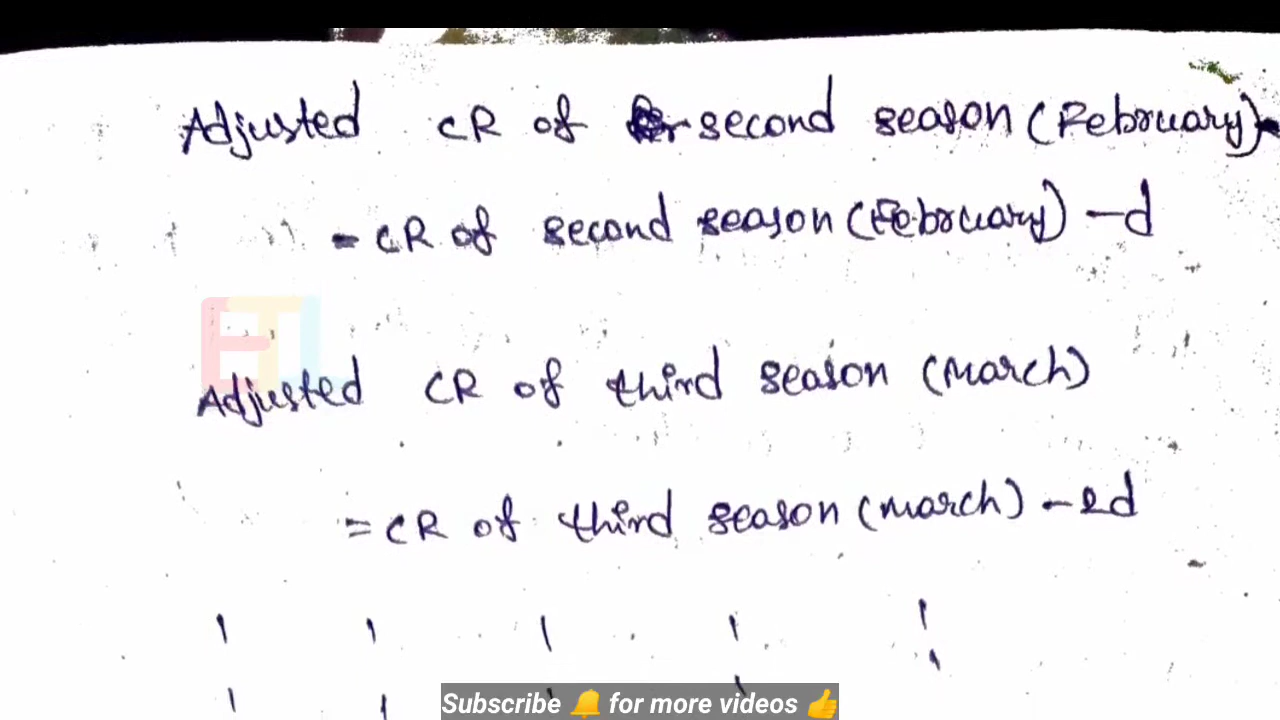 Adjusted CR of second season (February)
= CR of second season (February) - d
Adjusted CR of third season (March)
= CR of third season (March) - 2d
Subscribe 🔔 for more videos 👍